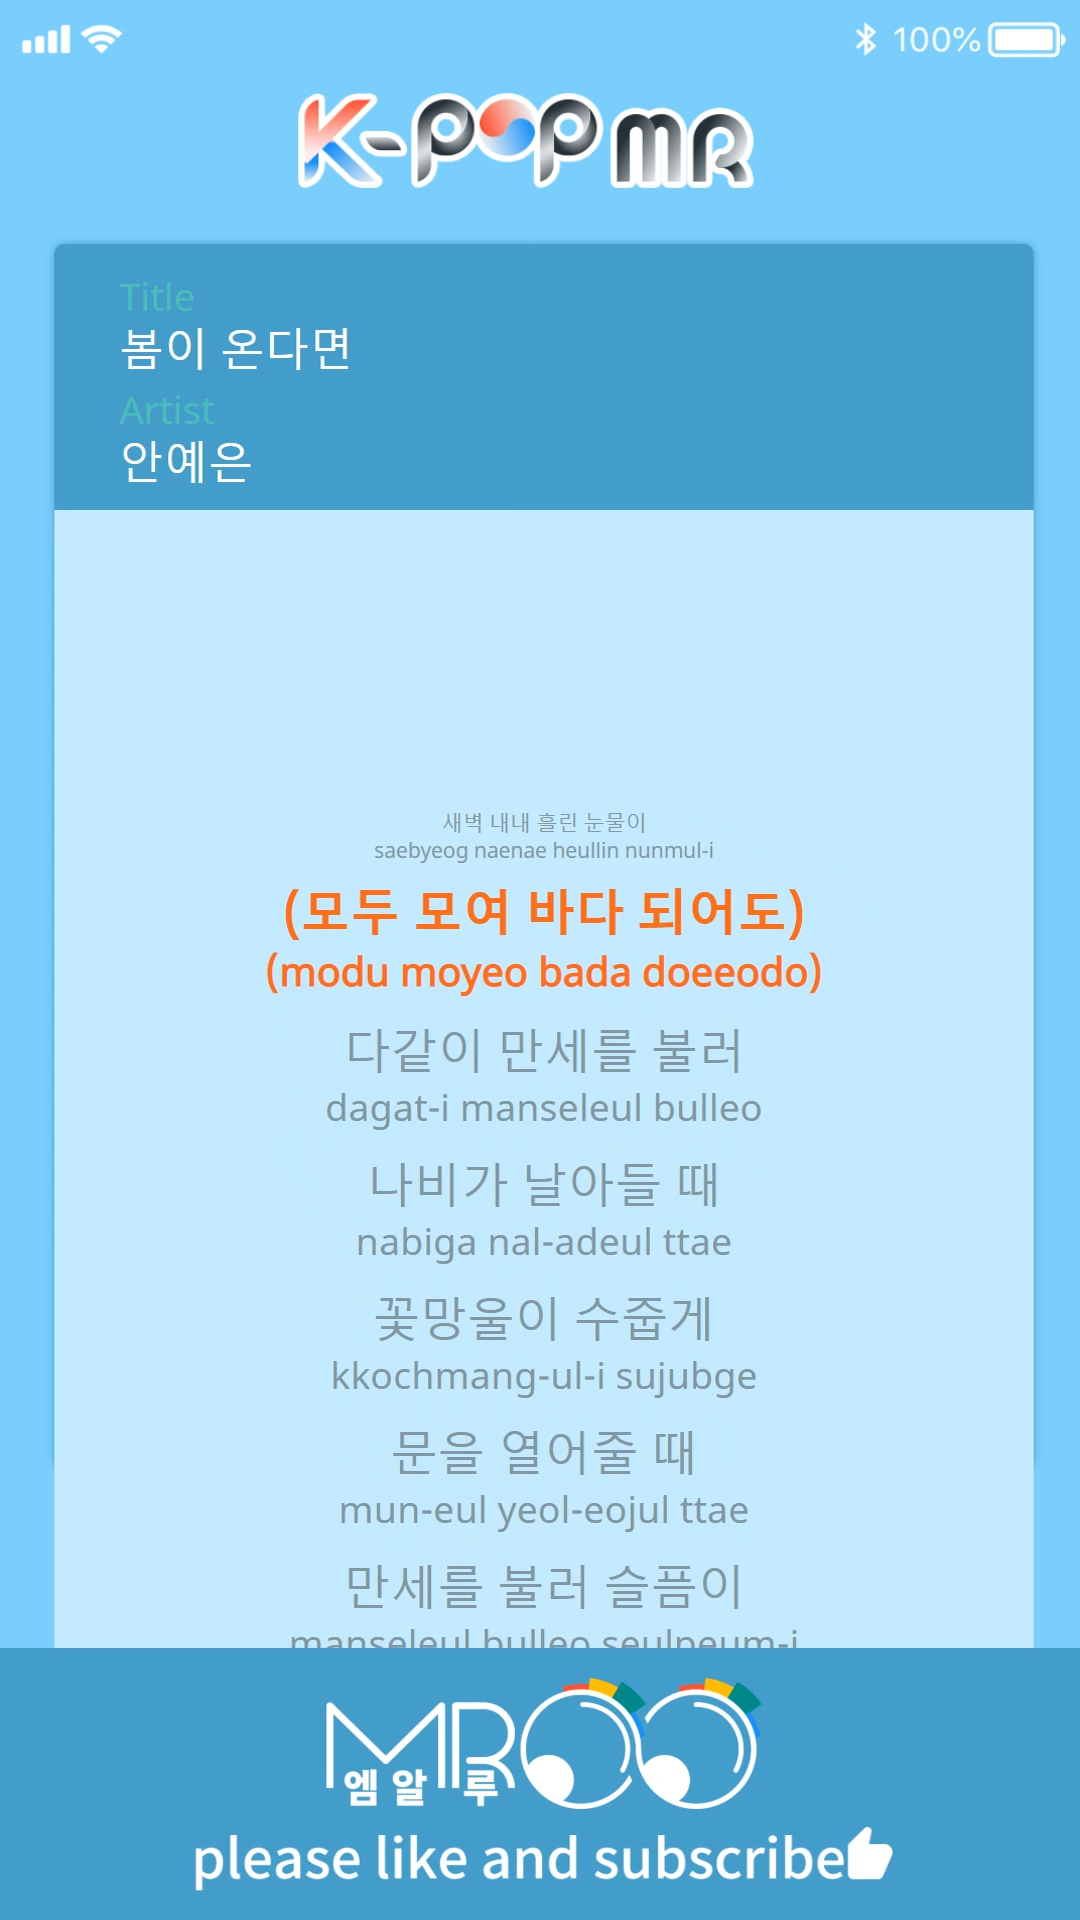 100%
K-POP MR
Title
봄이 온다면
Artist
안예은
새벽 내내 흘린 눈물이
saebyeog naenae heullin nunmul-i
(모두 모여 바다 되어도)
(modu moyeo bada doeeodo)
다같이 만세를 불러
dagat-i manseleul bulleo
나비가 날아들 때
nabiga nal-adeul ttae
꽃망울이 수줍게
kkochmang-ul-i sujubge
문을 열어줄 때
mun-eul yeol-eojul ttae
만세를 불러 슬픔이
manseleul bulleo seulpeum-i
MROO
엠알루
please like and subscribe